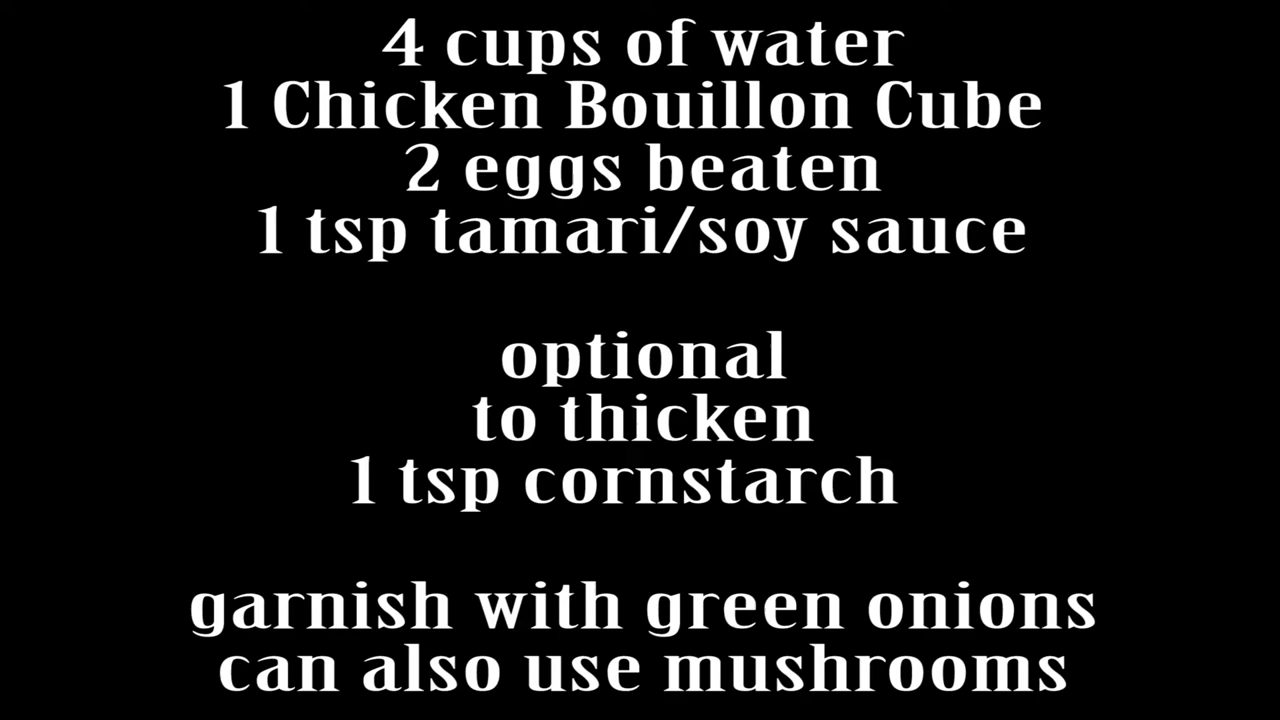 4 cups of water
1 Chicken Bouillon Cube
2 eggs beaten
1 tsp tamari/soy sauce
optional
to thicken
1 tsp cornstarch
garnish with green onions
can also use mushrooms